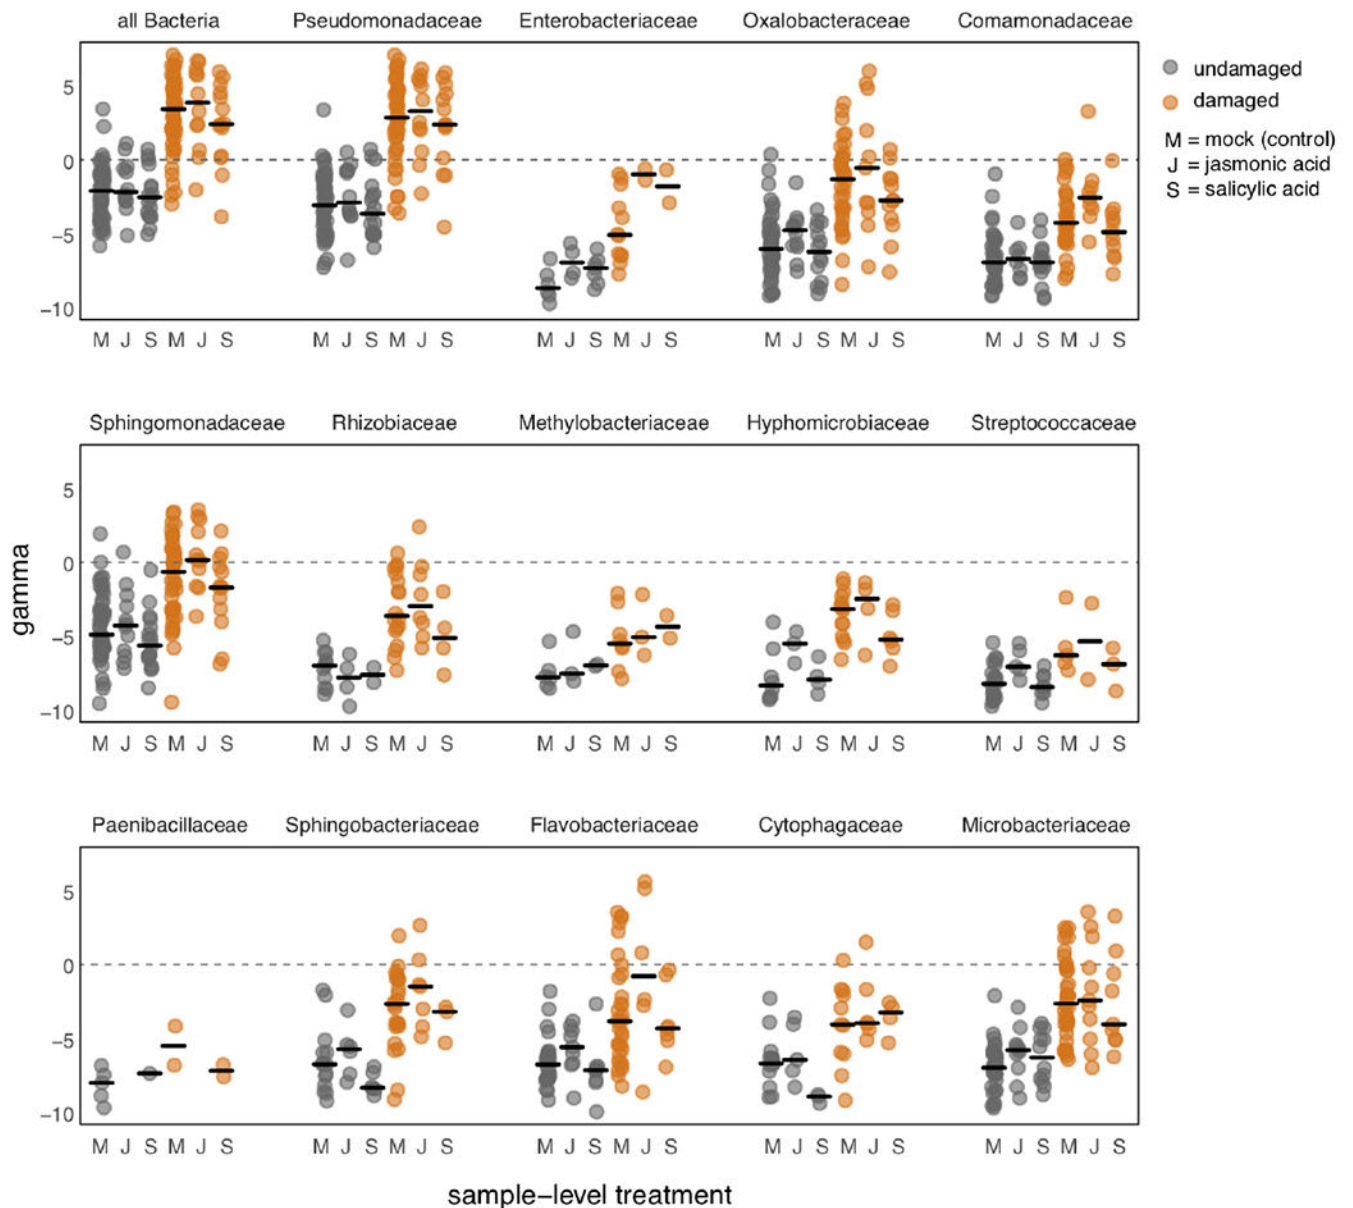 all Bacteria Pseudomonadaceae Enterobacteriaceae Oxalobacteraceae Comamonadaceae
5
0
−5
−10
M J S M J S M J S M J S M J S M J S M J S M J S M J S M J S
undamaged
damaged
M = mock (control)
J = jasmonic acid
S = salicylic acid
Sphingomonadaceae Rhizobiaceae Methylobacteriaceae Hyphomicrobiaceae Streptococcaceae
gamma
5
0
−5
−10
M J S M J S M J S M J S M J S M J S M J S M J S M J S M J S
Paenibacillaceae Sphingobacteriaceae Flavobacteriaceae Cytophagaceae Microbacteriaceae
5
0
−5
−10
M J S M J S M J S M J S M J S M J S M J S M J S M J S M J S
sample−level treatment